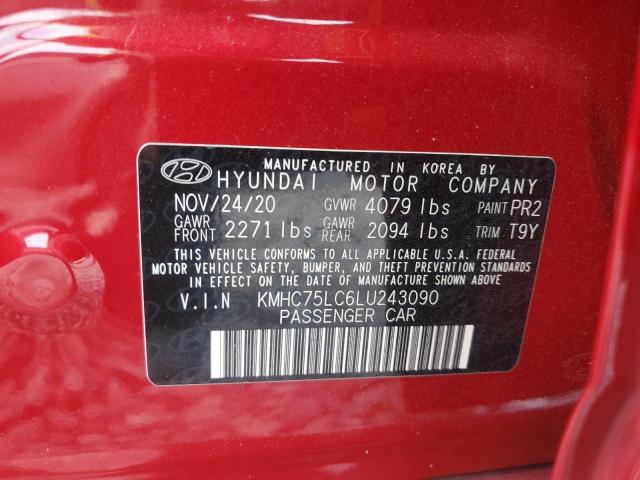 MANUFACTURED IN KOREA BY
HYUNDAI MOTOR COMPANY
NOV/24/20 GVWR 4079 lbs PAINT PR2
GAWR FRONT 2271 lbs GAWR REAR 2094 lbs TRIM T9Y
THIS VEHICLE CONFORMS TO ALL APPLICABLE U.S.A. FEDERAL
MOTOR VEHICLE SAFETY, BUMPER, AND THEFT PREVENTION STANDARDS
IN EFFECT ON THE DATE OF MANUFACTURE SHOWN ABOVE
V.I.N KMHC75LC6LU243090
PASSENGER CAR